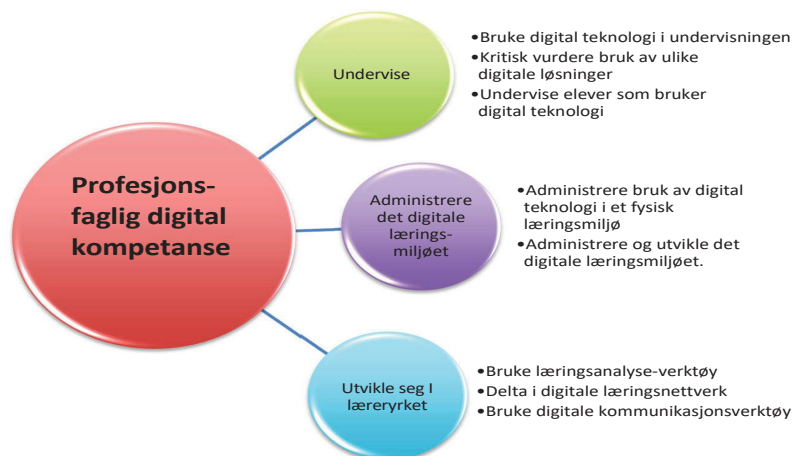 Profesjons-
faglig digital
kompetanse
Undervise
•Bruke digital teknologi i undervisningen
•Kritisk vurdere bruk av ulike
digitale løsninger
•Undervise elever som bruker
digital teknologi
Administrere
det digitale
lærings-
miljøet
•Administrere bruk av digital
teknologi i et fysisk
læringsmiljø
•Administrere og utvikle det
digitale læringsmiljøet.
Utvikle seg I
læreryrket
•Bruke læringsanalyse-verktøy
•Delta i digitale læringsnettverk
•Bruke digitale kommunikasjonsverktøy